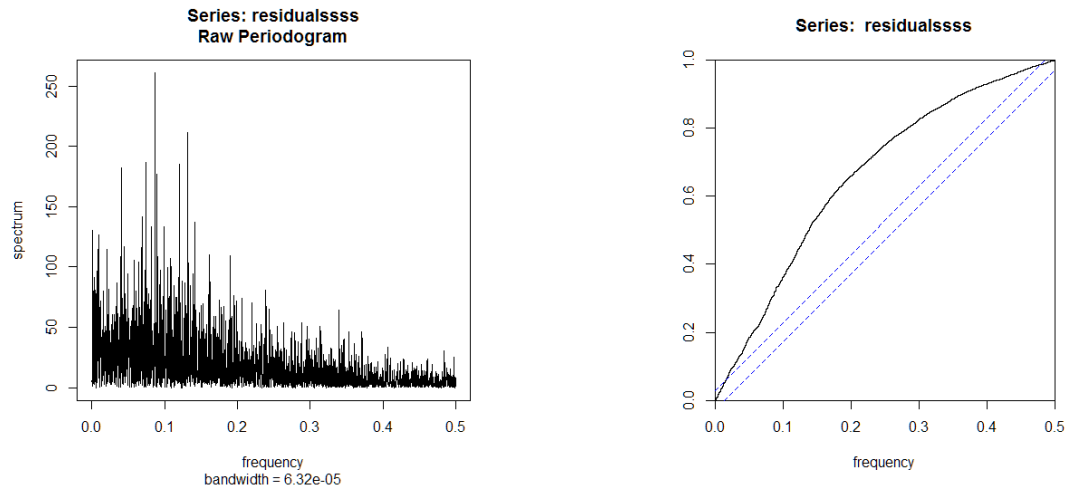 Series: residualssss
Raw Periodogram
spectrum
250
200
150
100
50
0
0.0 0.1 0.2 0.3 0.4 0.5
frequency
bandwidth = 6.32e-05
Series: residualssss
1.0
0.8
0.6
0.4
0.2
0.0
0.0 0.1 0.2 0.3 0.4 0.5
frequency